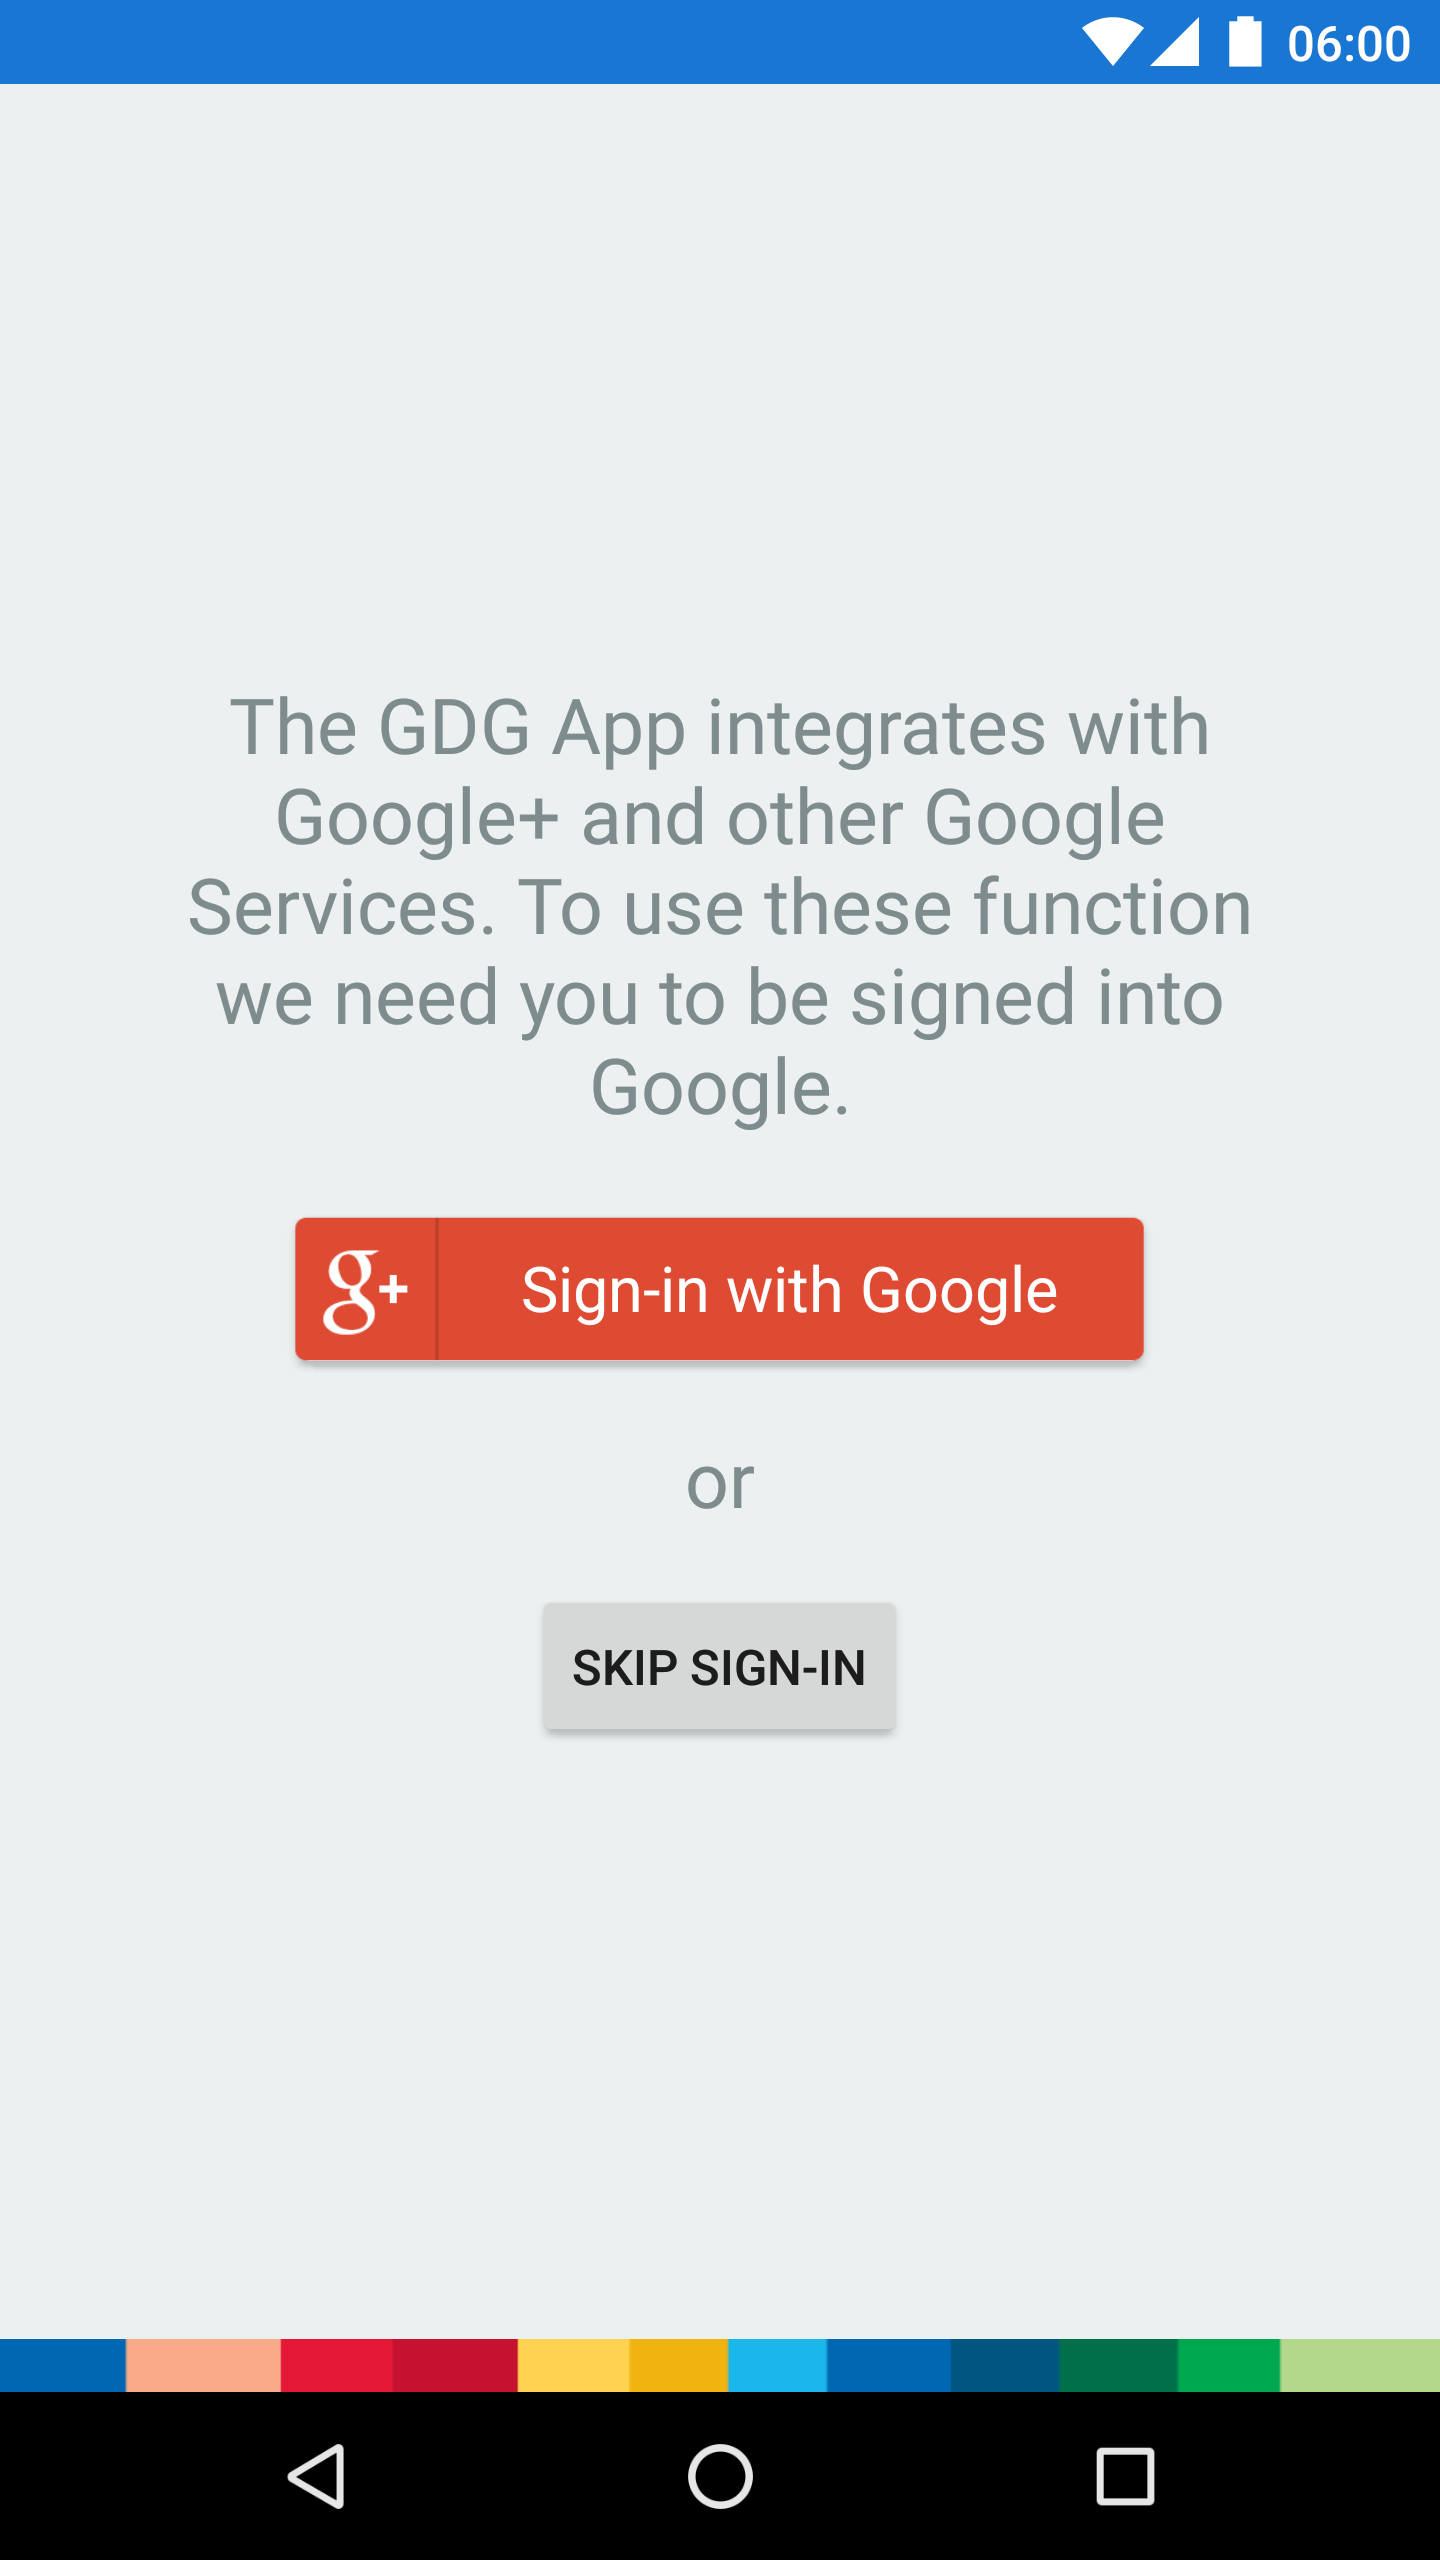 06:00
The GDG App integrates with
Google+ and other Google
Services. To use these function
we need you to be signed into
Google.
g+ Sign-in with Google
or
SKIP SIGN-IN